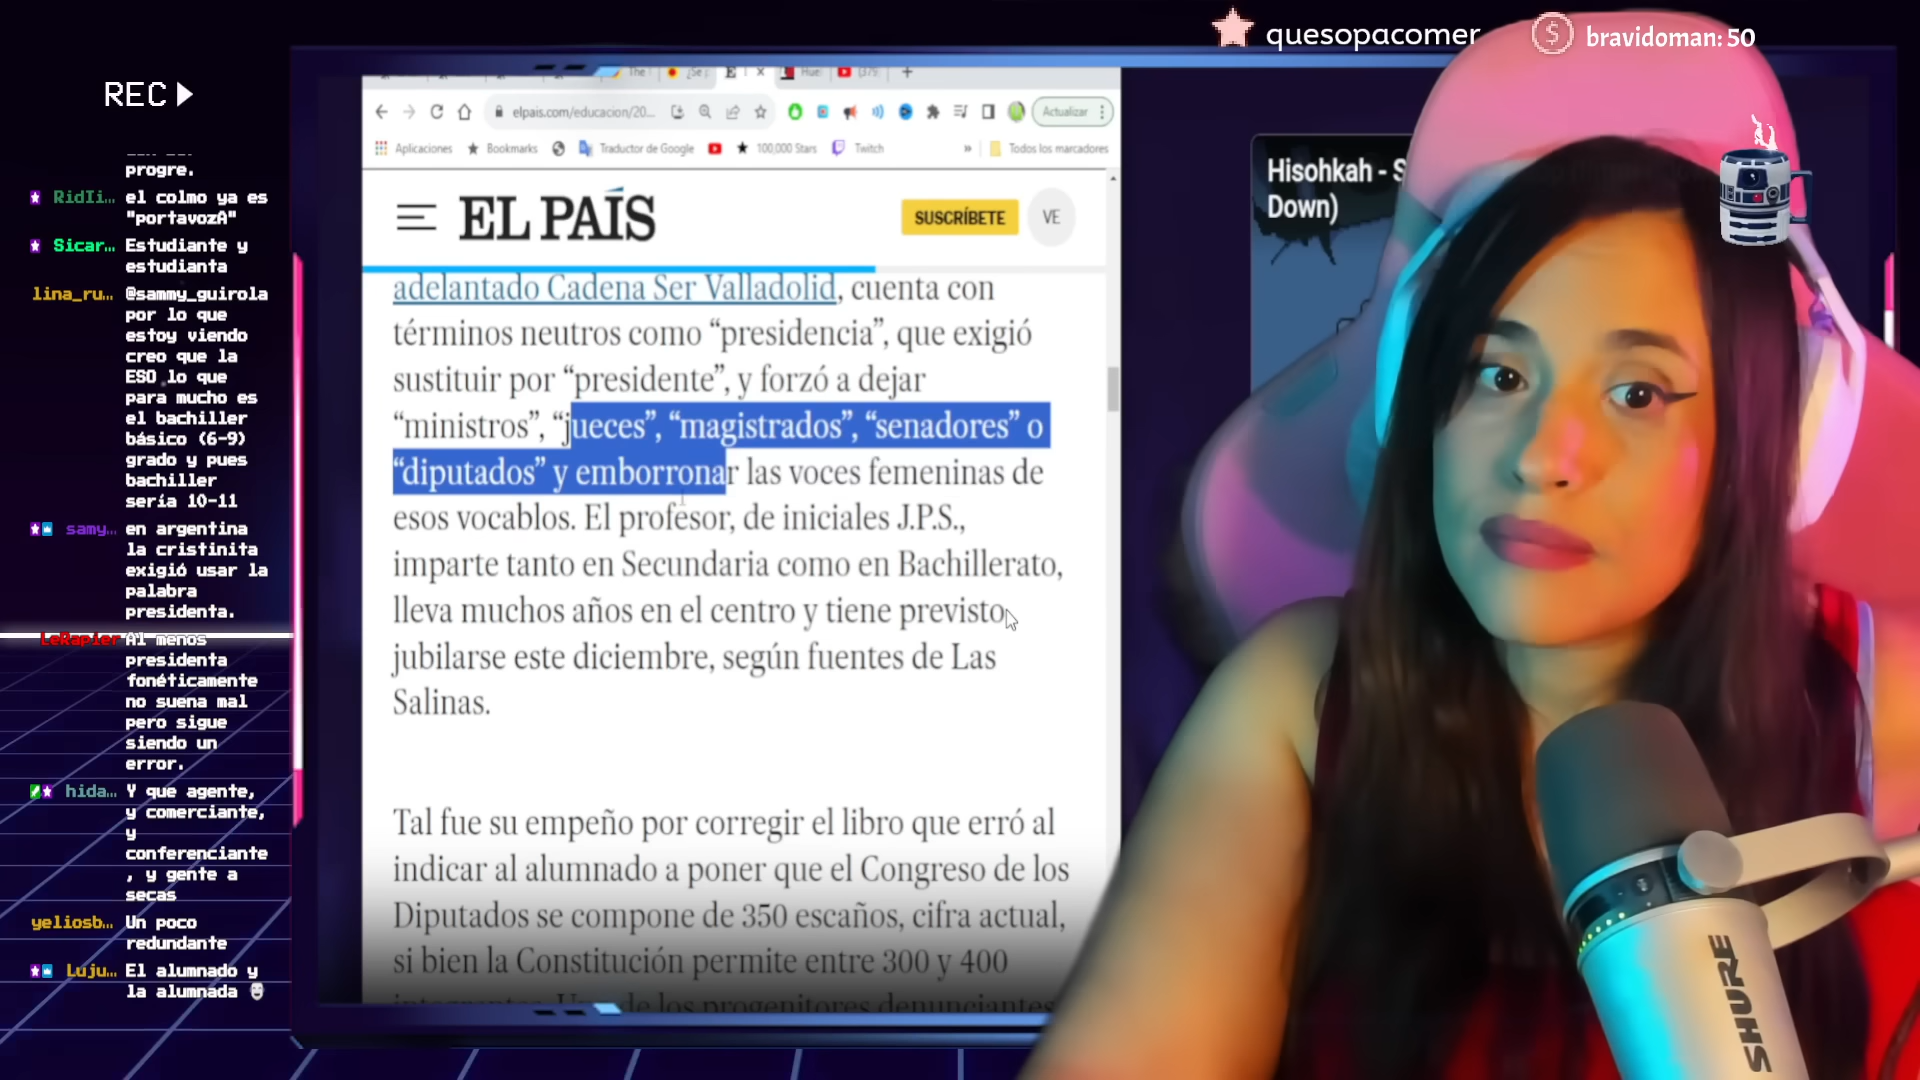 quesopacomer
bravidoman: 50
REC
progre.
RidIi... el colmo ya es
"portavozA"
Sicar... Estudiante y
estudianta
lina_ru... @sammy_guirola
por lo que
estoy viendo
creo que la
ESO lo que
para mucho es
el bachiller
básico (6-9)
grado y pues
bachiller
sería 10-11
samy... en argentina
la cristinita
exigió usar la
palabra
presidenta.
LeRapier Al menos
presidenta
fonéticamente
no suena mal
pero sigue
siendo un
error.
hida... Y que agente,
y comerciante,
y
conferenciante
, y gente a
secas
yeliosb... Un poco
redundante
Luju... El alumnado y
la alumnada
elpais.com/educacion/20...
Actualizar
Aplicaciones
Bookmarks
Traductor de Google
100,000 Stars
Twitch
»
Todos los marcadores
EL PAÍS
SUSCRÍBETE
VE
adelantado Cadena Ser Valladolid, cuenta con
términos neutros como “presidencia”, que exigió
sustituir por “presidente”, y forzó a dejar
“ministros”, “jueces”, “magistrados”, “senadores” o
“diputados” y emborronar las voces femeninas de
esos vocablos. El profesor, de iniciales J.P.S.,
imparte tanto en Secundaria como en Bachillerato,
lleva muchos años en el centro y tiene previsto
jubilarse este diciembre, según fuentes de Las
Salinas.
Tal fue su empeño por corregir el libro que erró al
indicar al alumnado a poner que el Congreso de los
Diputados se compone de 350 escaños, cifra actual,
si bien la Constitución permite entre 300 y 400
de los progenitores denunciantes
Hisohkah - S
Down)
SHURE